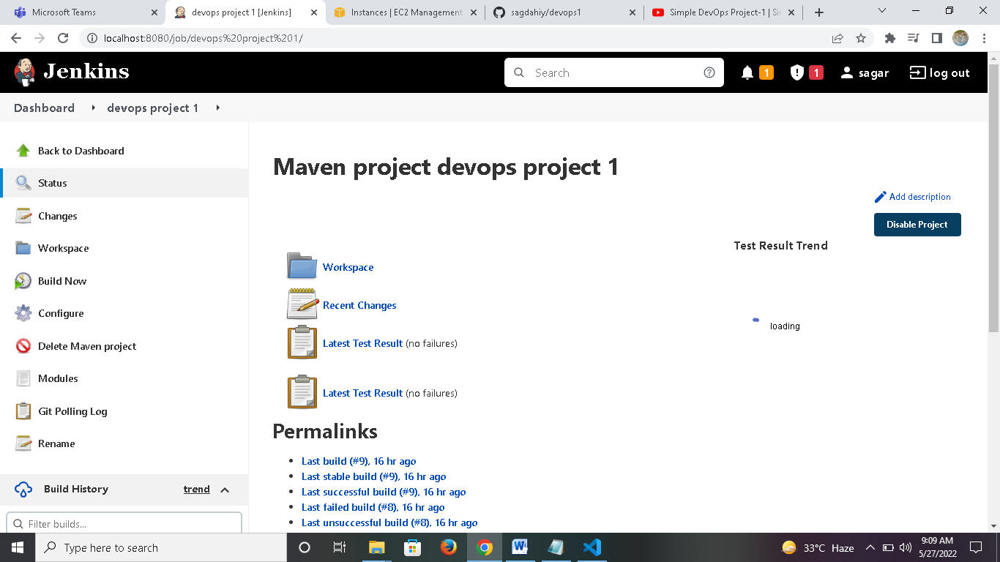 Microsoft Teams
devops project 1 [Jenkins]
Instances | EC2 Management
sagdahiy/devops1
Simple DevOps Project-1 | Si
localhost:8080/job/devops%20project%201/
Jenkins
Search
1
1
sagar
log out
Dashboard
devops project 1
Back to Dashboard
Status
Changes
Workspace
Build Now
Configure
Delete Maven project
Modules
Git Polling Log
Rename
Build History
trend
Filter builds...
Maven project devops project 1
Add description
Disable Project
Test Result Trend
loading
Workspace
Recent Changes
Latest Test Result (no failures)
Latest Test Result (no failures)
Permalinks
Last build (#9), 16 hr ago
Last stable build (#9), 16 hr ago
Last successful build (#9), 16 hr ago
Last failed build (#8), 16 hr ago
Last unsuccessful build (#8), 16 hr ago
Type here to search
33°C Haze
9:09 AM
5/27/2022